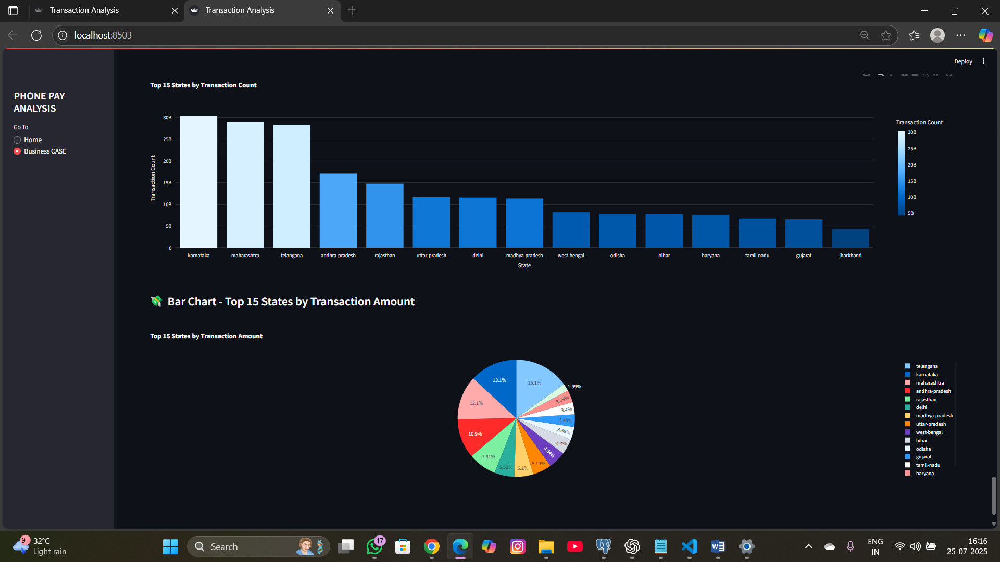 Transaction Analysis
Transaction Analysis
localhost:8503
Deploy
PHONE PAY
ANALYSIS
Go To
Home
Business CASE
Top 15 States by Transaction Count
Transaction Count
30B
25B
20B
15B
10B
5B
0
karnataka
maharashtra
telangana
andhra-pradesh
rajasthan
uttar-pradesh
delhi
madhya-pradesh
west-bengal
odisha
bihar
haryana
tamil-nadu
gujarat
jharkhand
State
Transaction Count
30B
25B
20B
15B
10B
5B
Bar Chart - Top 15 States by Transaction Amount
Top 15 States by Transaction Amount
13.1%
15.1%
1.99%
3.39%
3.4%
3.45%
3.59%
4.3%
4.84%
5.19%
5.2%
5.53%
7.81%
10.9%
12.1%
telangana
karnataka
maharashtra
andhra-pradesh
rajasthan
delhi
madhya-pradesh
uttar-pradesh
west-bengal
bihar
odisha
gujarat
tamil-nadu
haryana
9+
32°C
Light rain
Search
17
ENG
IN
16:16
25-07-2025